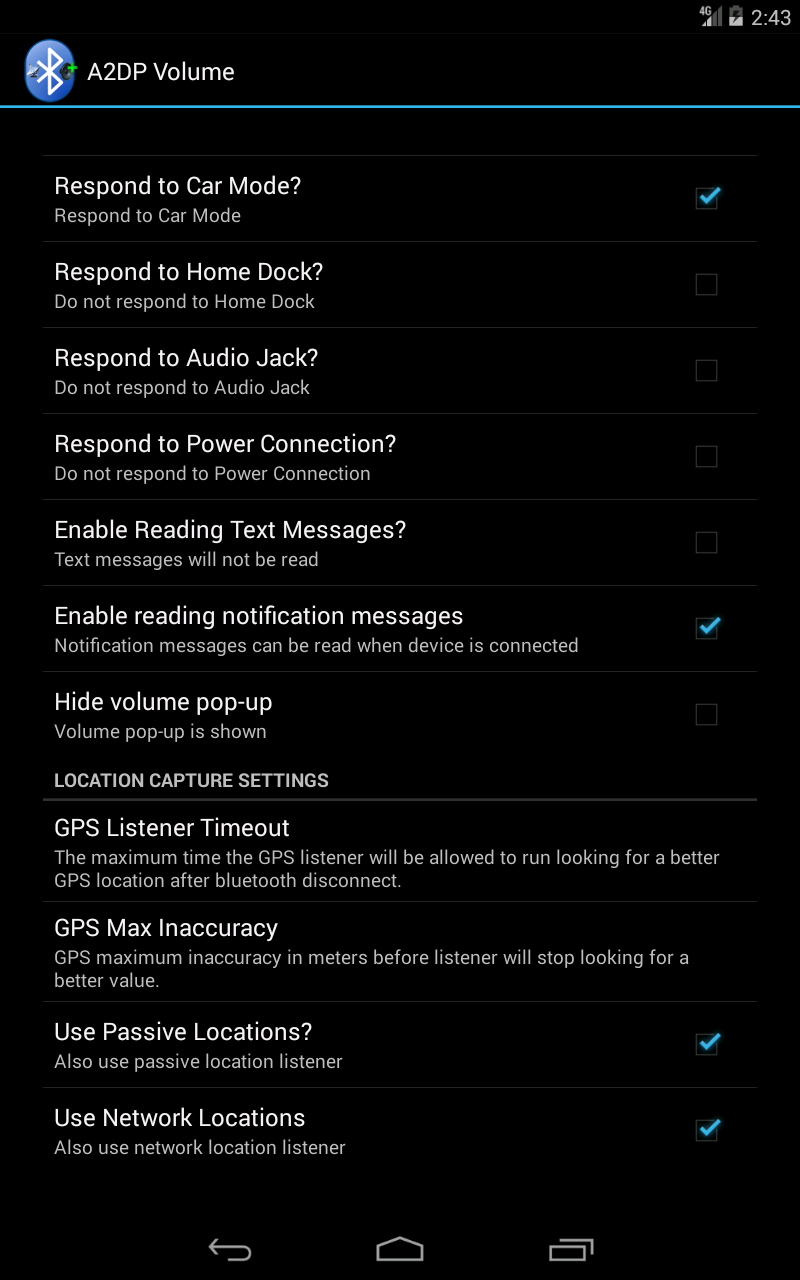 4G 2:43
A2DP Volume
Respond to Car Mode?
Respond to Car Mode
Respond to Home Dock?
Do not respond to Home Dock
Respond to Audio Jack?
Do not respond to Audio Jack
Respond to Power Connection?
Do not respond to Power Connection
Enable Reading Text Messages?
Text messages will not be read
Enable reading notification messages
Notification messages can be read when device is connected
Hide volume pop-up
Volume pop-up is shown
LOCATION CAPTURE SETTINGS
GPS Listener Timeout
The maximum time the GPS listener will be allowed to run looking for a better
GPS location after bluetooth disconnect.
GPS Max Inaccuracy
GPS maximum inaccuracy in meters before listener will stop looking for a
better value.
Use Passive Locations?
Also use passive location listener
Use Network Locations
Also use network location listener